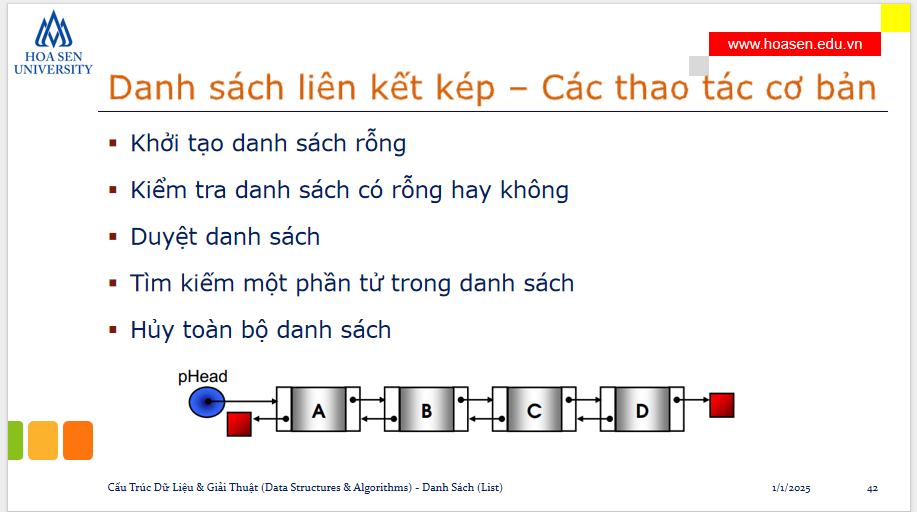 HOA SEN
UNIVERSITY
www.hoasen.edu.vn
Danh sách liên kết kép – Các thao tác cơ bản
Khởi tạo danh sách rỗng
Kiểm tra danh sách có rỗng hay không
Duyệt danh sách
Tìm kiếm một phần tử trong danh sách
Hủy toàn bộ danh sách
pHead
A B C D
Cấu Trúc Dữ Liệu & Giải Thuật (Data Structures & Algorithms) - Danh Sách (List) 1/1/2025 42